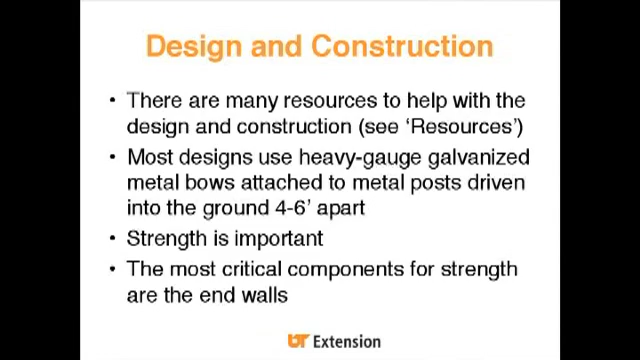 Design and Construction
• There are many resources to help with the
design and construction (see 'Resources')
• Most designs use heavy-gauge galvanized
metal bows attached to metal posts driven
into the ground 4-6' apart
• Strength is important
• The most critical components for strength
are the end walls
UT Extension